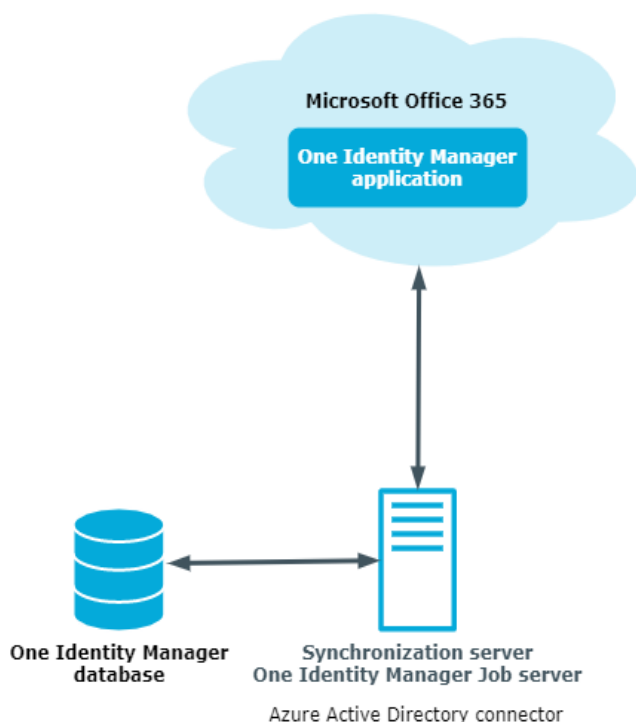 Microsoft Office 365
One Identity Manager
application
One Identity Manager
database
Synchronization server
One Identity Manager Job server
Azure Active Directory connector